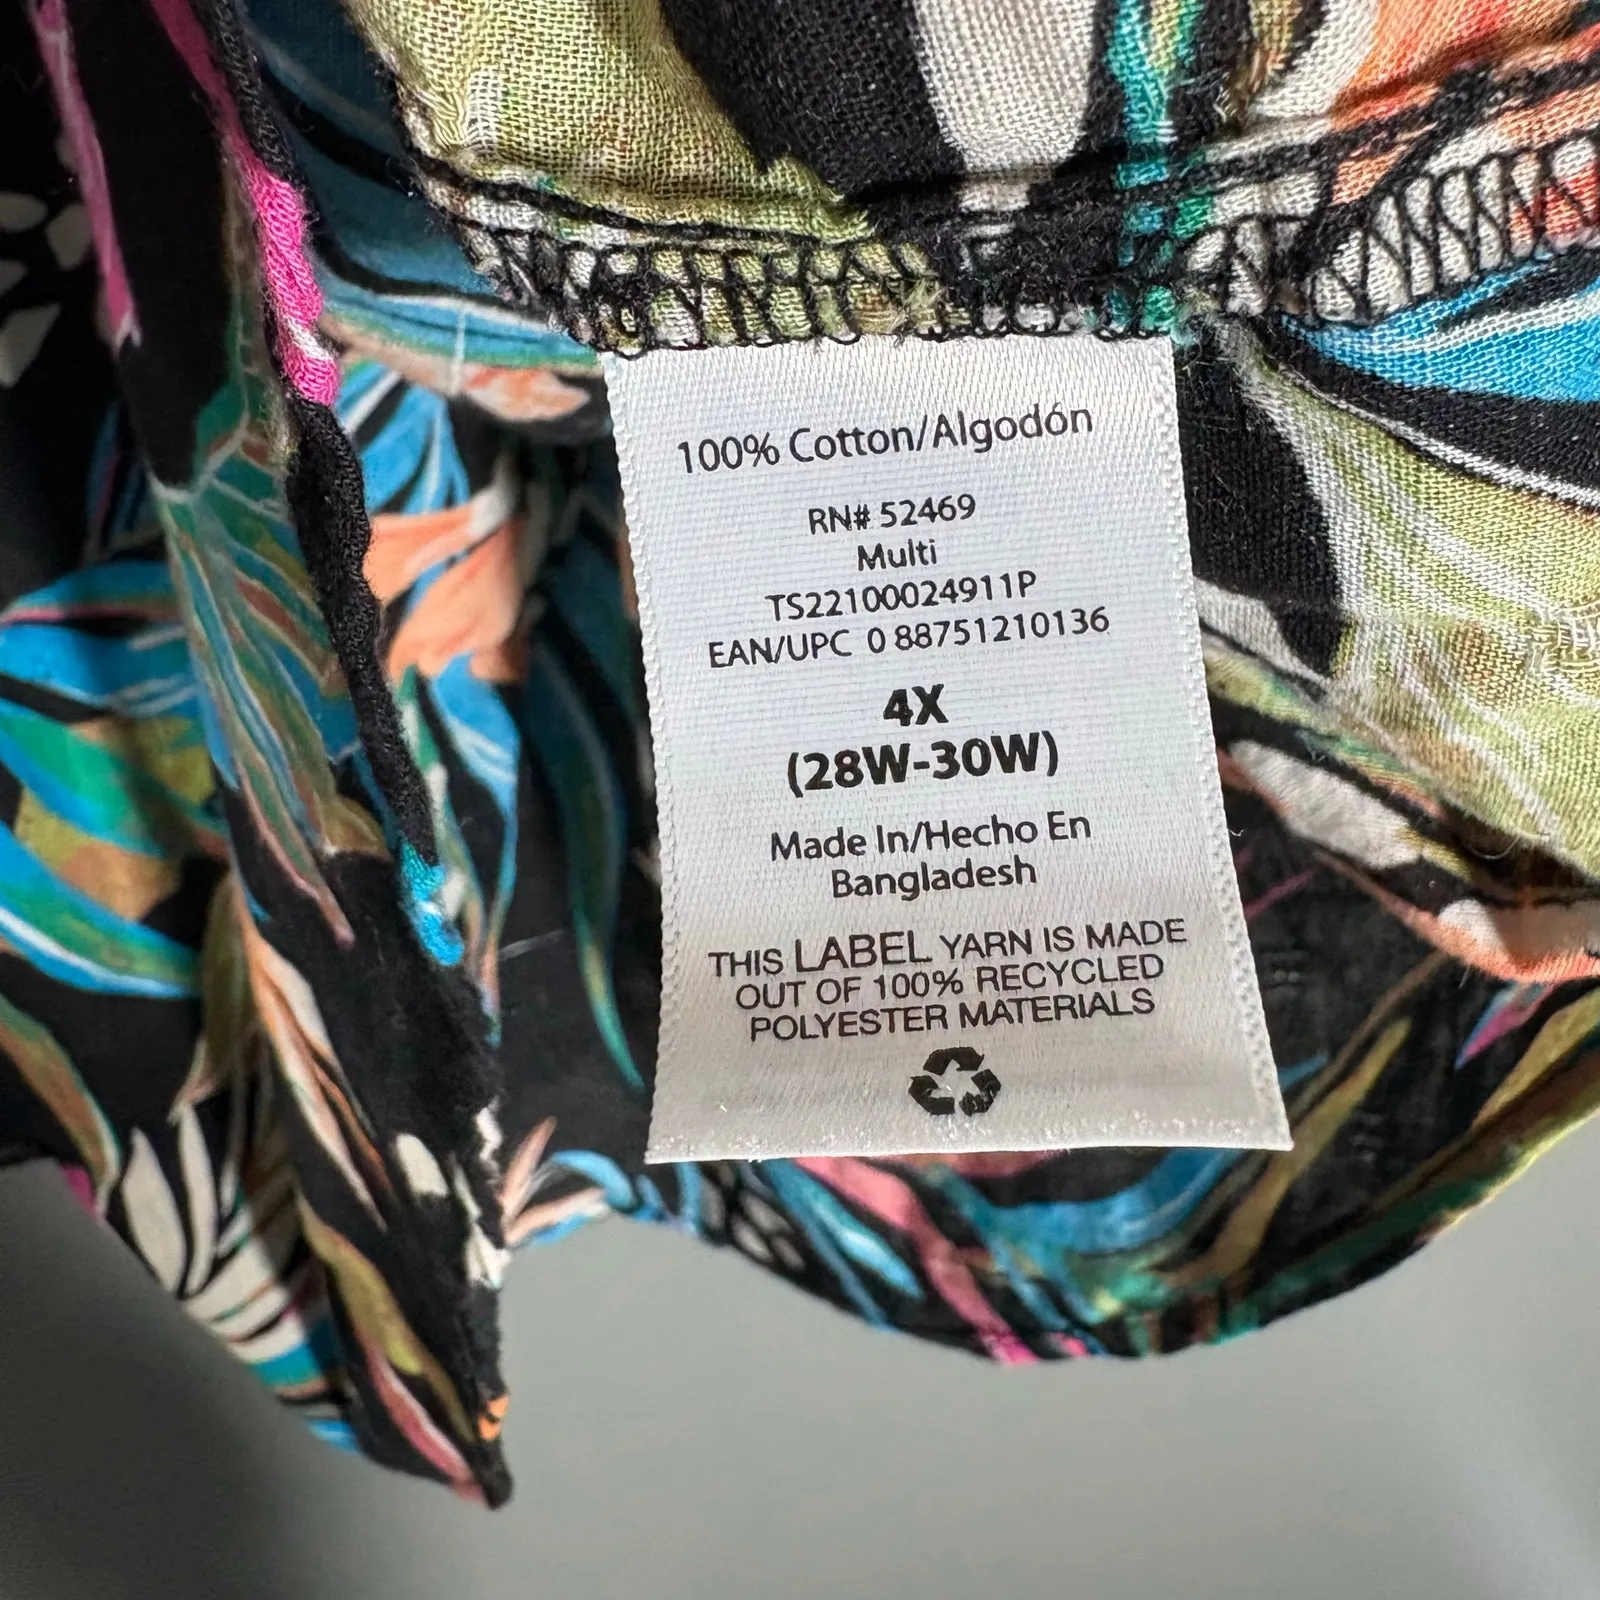 100% Cotton/Algodón
RN# 52469
Multi
TS22100024911P
EAN/UPC 0 88751210136
4X
(28W-30W)
Made In/Hecho En
Bangladesh
THIS LABEL YARN IS MADE
OUT OF 100% RECYCLED
POLYESTER MATERIALS